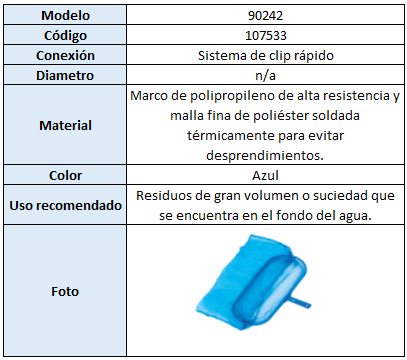 Modelo 90242
Código 107533
Conexión Sistema de clip rápido
Diametro n/a
Material Marco de polipropileno de alta resistencia y
malla fina de poliéster soldada
térmicamente para evitar
desprendimientos.
Color Azul
Uso recomendado Residuos de gran volumen o suciedad que
se encuentra en el fondo del agua.
Foto